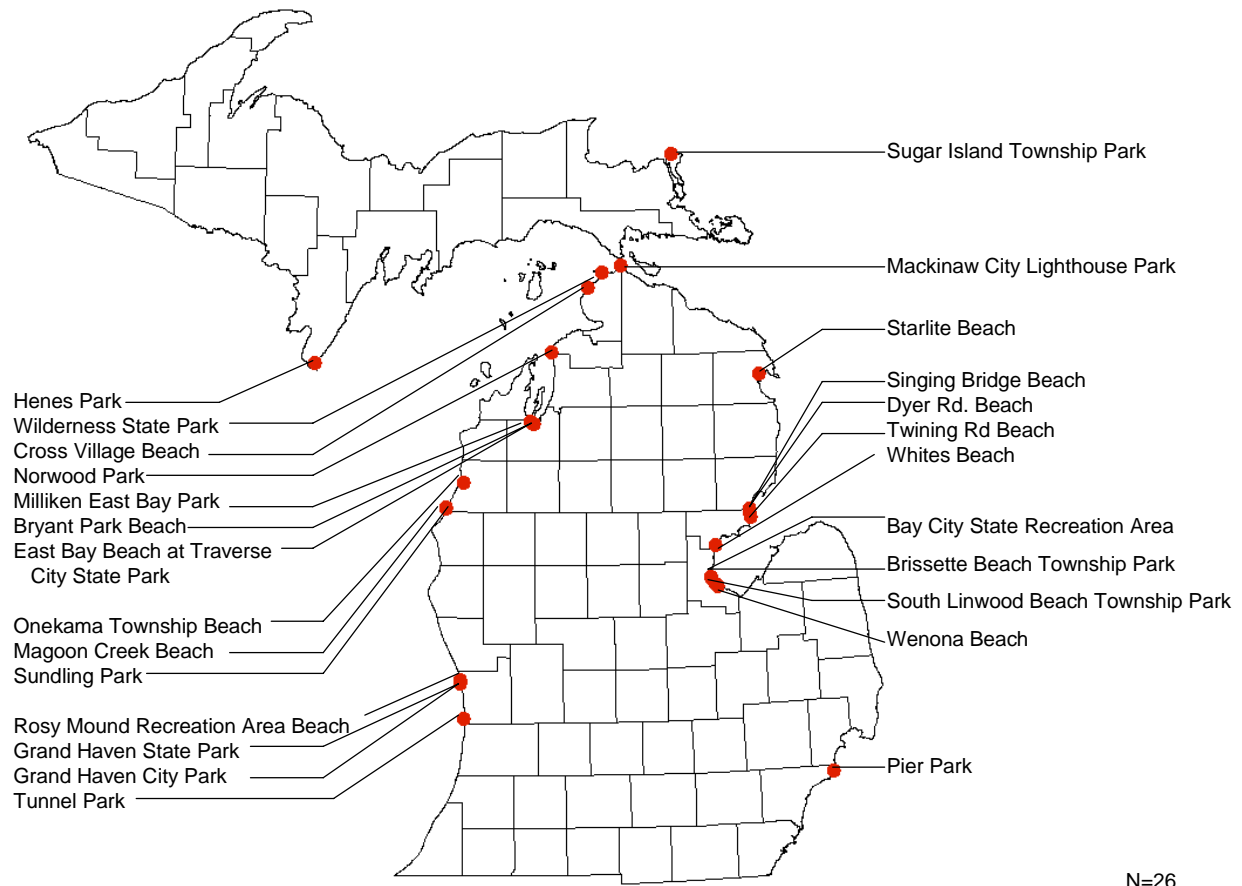 Sugar Island Township Park
Mackinaw City Lighthouse Park
Starlite Beach
Singing Bridge Beach
Dyer Rd. Beach
Twining Rd Beach
Whites Beach
Bay City State Recreation Area
Brissette Beach Township Park
South Linwood Beach Township Park
Wenona Beach
Pier Park
Henes Park
Wilderness State Park
Cross Village Beach
Norwood Park
Milliken East Bay Park
Bryant Park Beach
East Bay Beach at Traverse
City State Park
Onekama Township Beach
Magoon Creek Beach
Sundling Park
Rosy Mound Recreation Area Beach
Grand Haven State Park
Grand Haven City Park
Tunnel Park
N=26